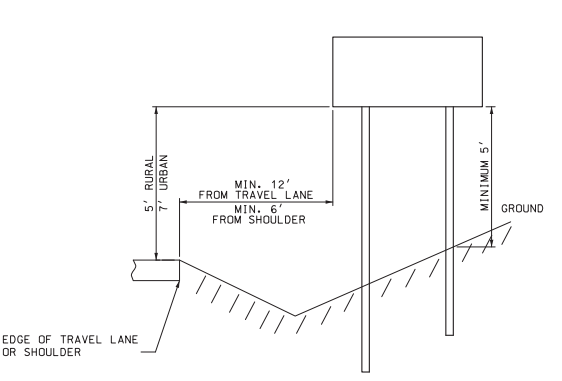 5' RURAL
7' URBAN
MIN. 12'
FROM TRAVEL LANE
MIN. 6'
FROM SHOULDER
MINIMUM 5'
GROUND
EDGE OF TRAVEL LANE
OR SHOULDER